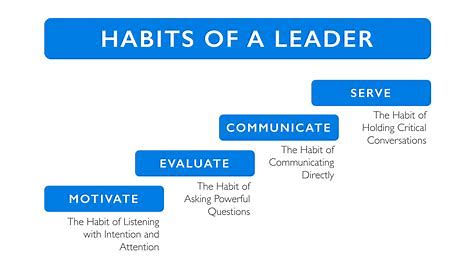 HABITS OF A LEADER
SERVE
The Habit of
Holding Critical
Conversations
COMMUNICATE
The Habit of
Communicating
Directly
EVALUATE
The Habit of
Asking Powerful
Questions
MOTIVATE
The Habit of Listening
with Intention and
Attention